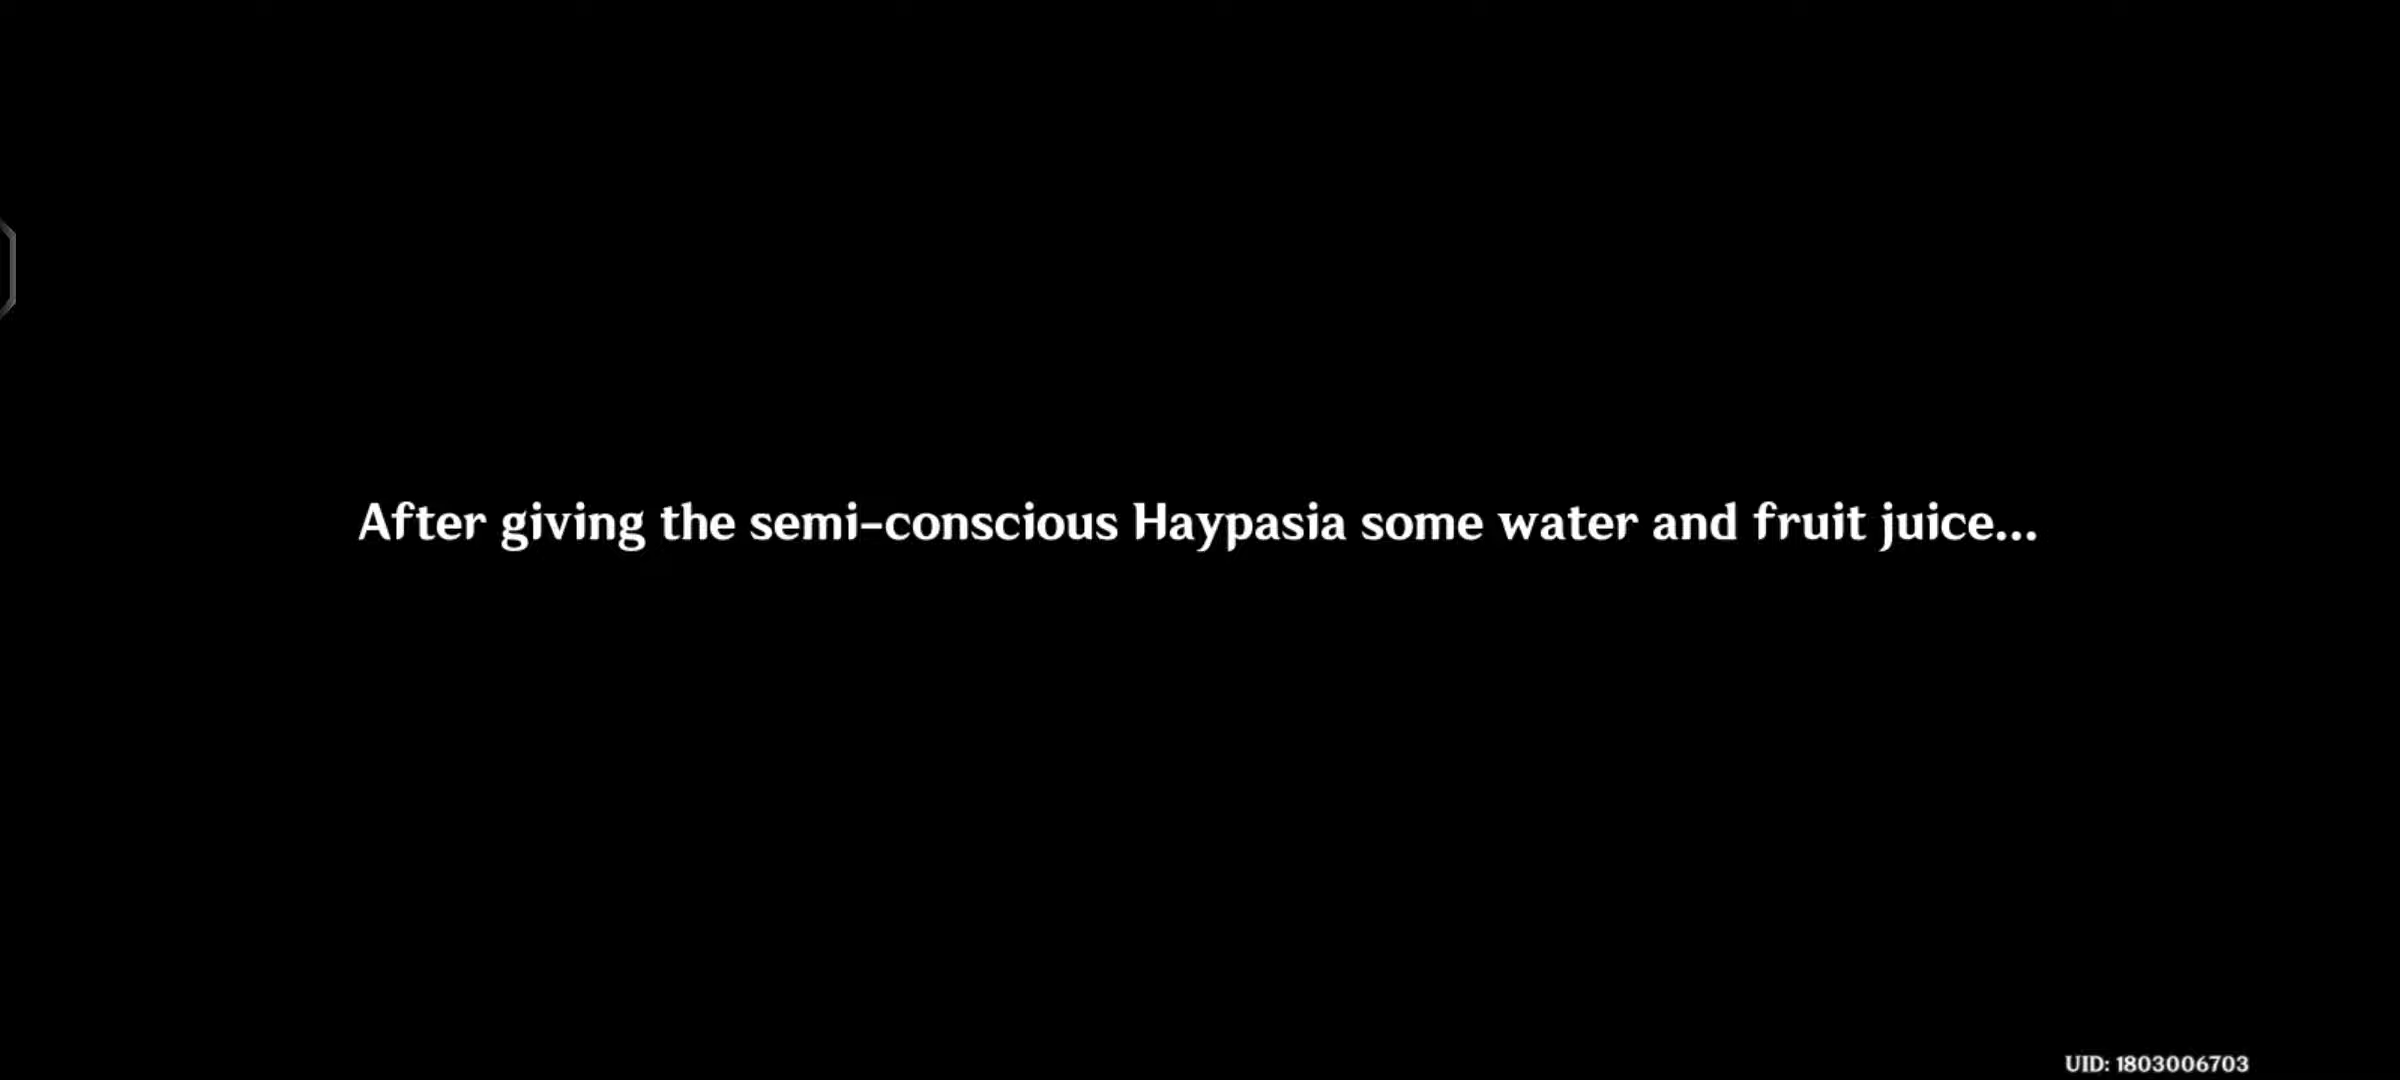 After giving the semi-conscious Haypasia some water and fruit juice...
UID: 1803006703